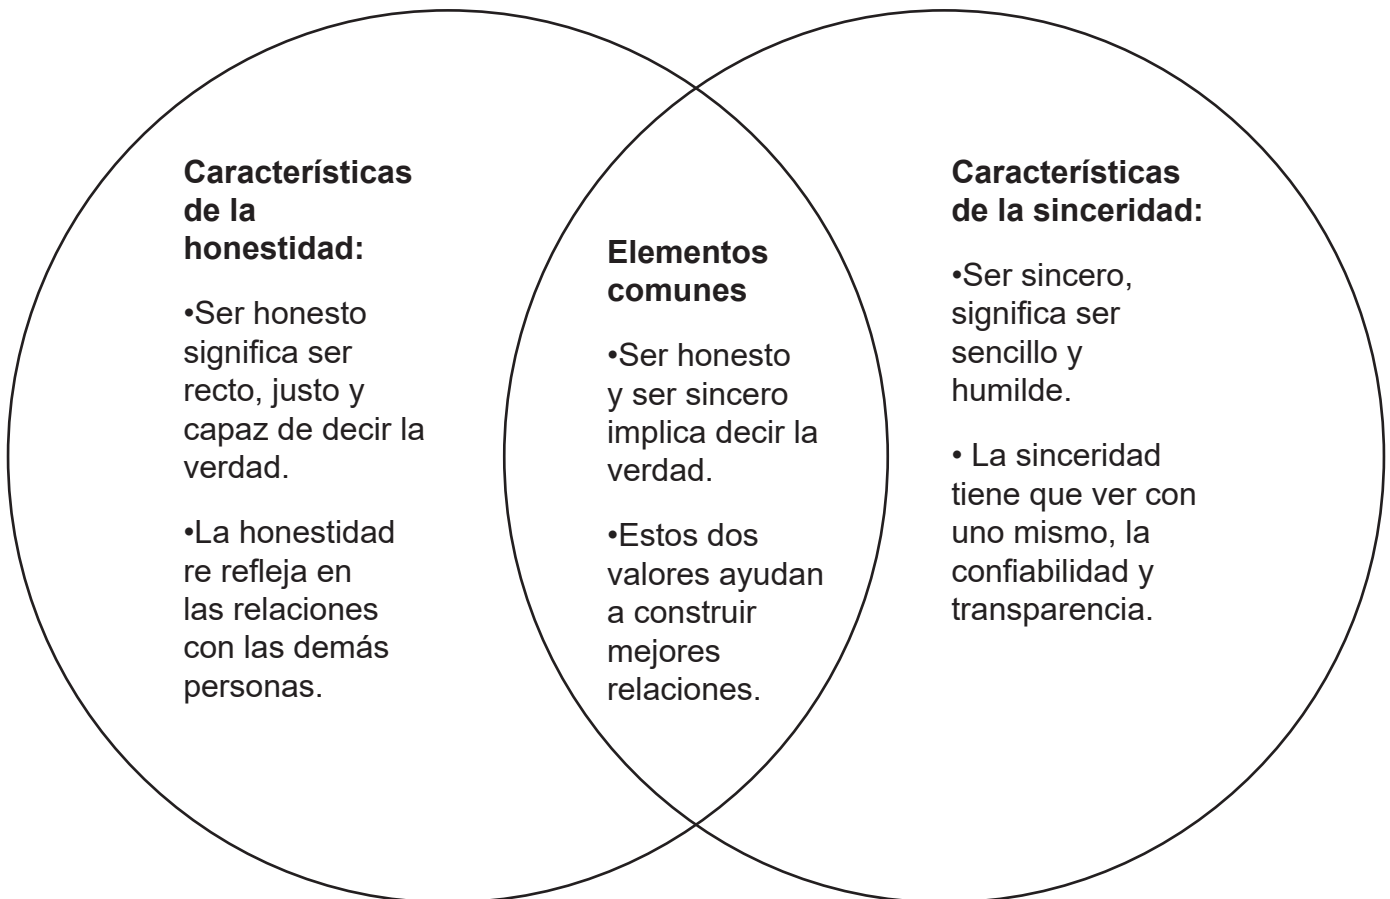 Características
de la
honestidad:
•Ser honesto
significa ser
recto, justo y
capaz de decir la
verdad.
•La honestidad
re refleja en
las relaciones
con las demás
personas.
Elementos
comunes
•Ser honesto
y ser sincero
implica decir la
verdad.
•Estos dos
valores ayudan
a construir
mejores
relaciones.
Características
de la sinceridad:
•Ser sincero,
significa ser
sencillo y
humilde.
• La sinceridad
tiene que ver con
uno mismo, la
confiabilidad y
transparencia.